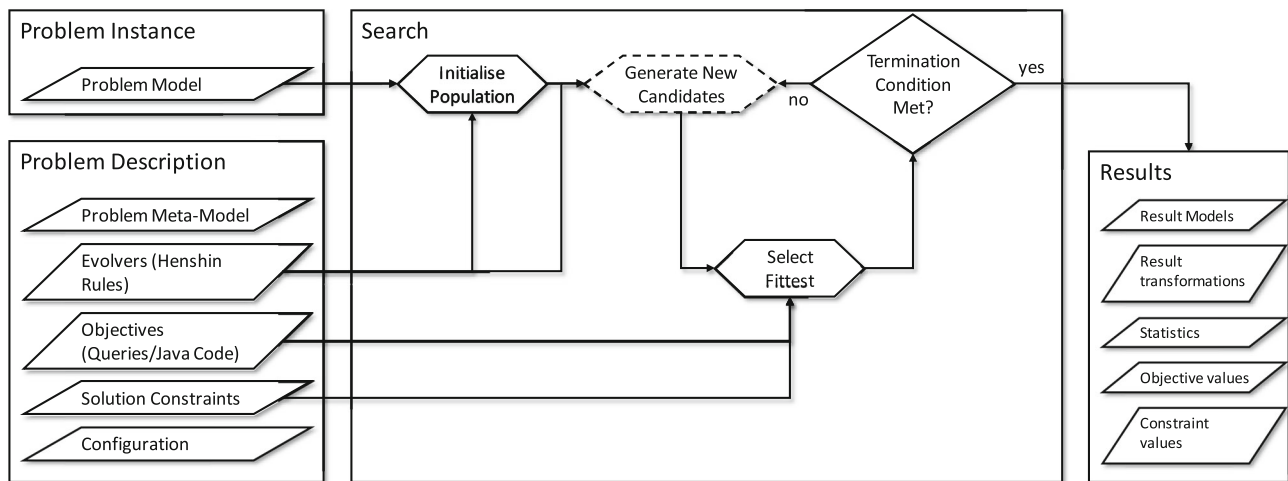 Problem Instance
Problem Model
Problem Description
Problem Meta-Model
Evolvers (Henshin
Rules)
Objectives
(Queries/Java Code)
Solution Constraints
Configuration
Search
Initialise
Population
Generate New
Candidates
Termination
Condition
Met?
no
yes
Select
Fittest
Results
Result Models
Result
transformations
Statistics
Objective values
Constraint
values